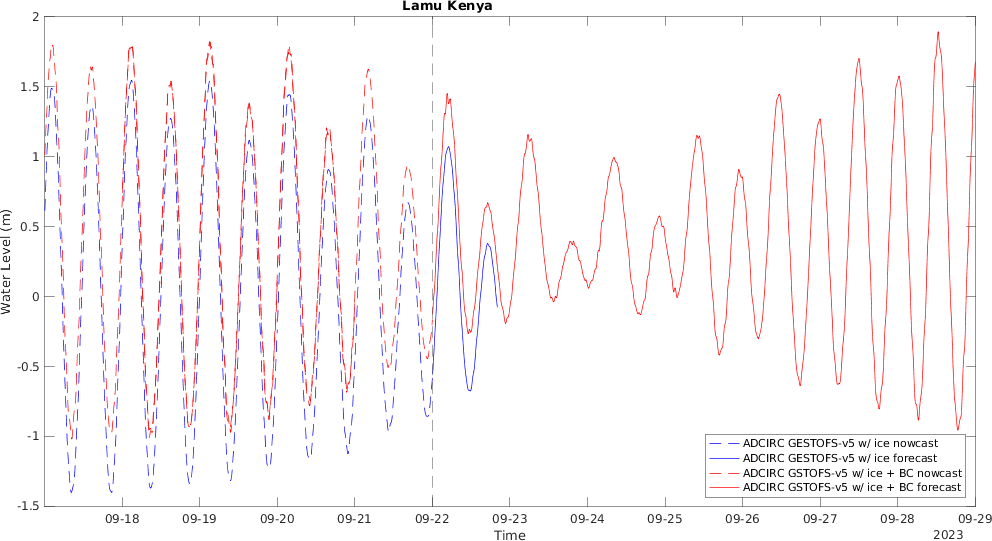 Lamu Kenya
2
1.5
1
0.5
0
-0.5
-1
-1.5
Water Level (m)
09-18 09-19 09-20 09-21 09-22 09-23 09-24 09-25 09-26 09-27 09-28 09-29
Time
2023
ADCIRC GESTOFS-v5 w/ ice nowcast
ADCIRC GESTOFS-v5 w/ ice forecast
ADCIRC GSTOFS-v5 w/ ice + BC nowcast
ADCIRC GSTOFS-v5 w/ ice + BC forecast